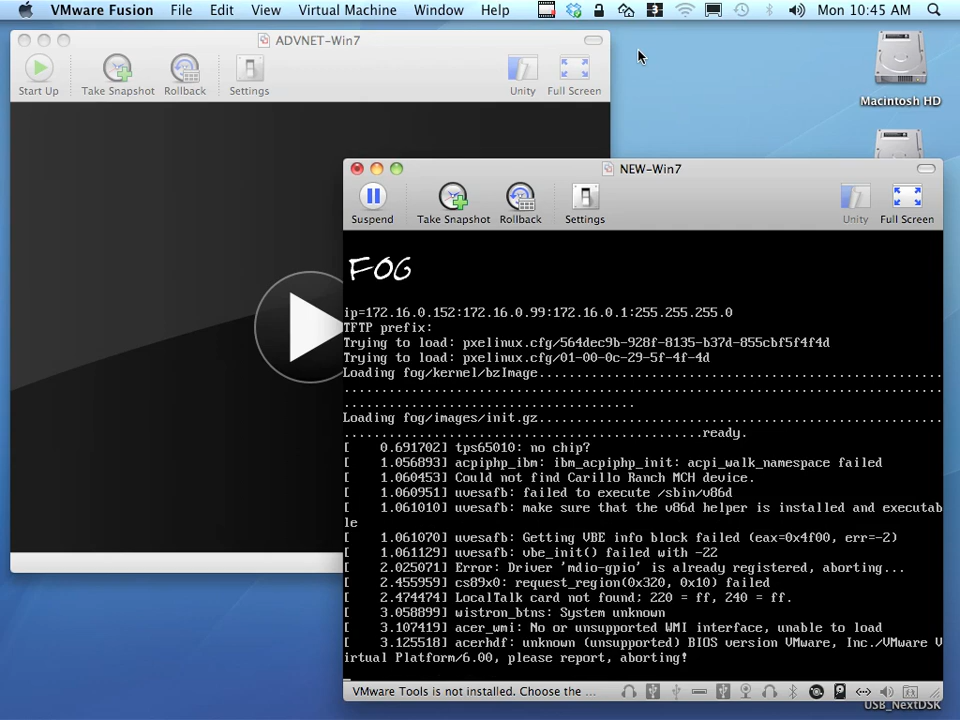 VMware Fusion File Edit View Virtual Machine Window Help Mon 10:45 AM
ADVNET-Win7
Start Up Take Snapshot Rollback Settings Unity Full Screen
Macintosh HD
NEW-Win7
Suspend Take Snapshot Rollback Settings Unity Full Screen
FOG
ip=172.16.0.152:172.16.0.99:172.16.0.1:255.255.255.0
TFTP prefix:
Trying to load: pxelinux.cfg/564dec9b-928f-8135-b37d-855cbf5f4f4d
Trying to load: pxelinux.cfg/01-00-0c-29-5f-4f-4d
Loading fog/kernel/bzImage......................................................
................................................................................
.......................................
Loading fog/images/init.gz......................................................
................................................ready.
[ 0.691702] tps65010: no chip?
[ 1.056893] acpiphp_ibm: ibm_acpiphp_init: acpi_walk_namespace failed
[ 1.060453] Could not find Carillo Ranch MCH device.
[ 1.060951] uvesafb: failed to execute /sbin/v86d
[ 1.061010] uvesafb: make sure that the v86d helper is installed and executab
le
[ 1.061070] uvesafb: Getting VBE info block failed (eax=0x4f00, err=-2)
[ 1.061129] uvesafb: vbe_init() failed with -22
[ 2.025071] Error: Driver 'mdio-gpio' is already registered, aborting...
[ 2.455959] cs89x0: request_region(0x320, 0x10) failed
[ 2.474474] LocalTalk card not found; 220 = ff, 240 = ff.
[ 3.058899] wistron_btns: System unknown
[ 3.107419] acer_wmi: No or unsupported WMI interface, unable to load
[ 3.125518] acerhdf: unknown (unsupported) BIOS version VMware, Inc./VMware V
irtual Platform/6.00, please report, aborting!
VMware Tools is not installed. Choose the ...
USB_NextDSK